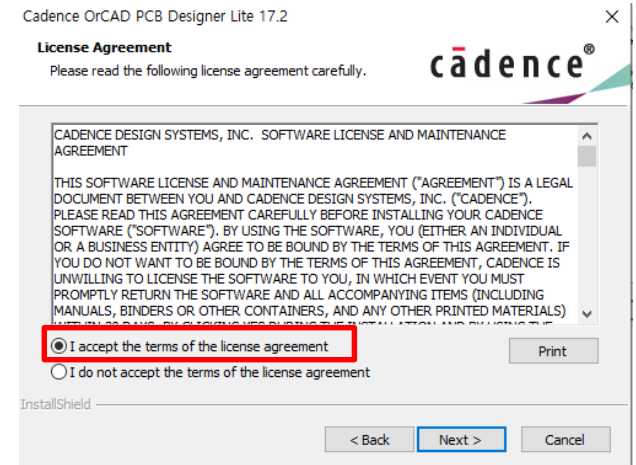 Cadence OrCAD PCB Designer Lite 17.2
License Agreement
Please read the following license agreement carefully.
cādence®
CADENCE DESIGN SYSTEMS, INC.  SOFTWARE LICENSE AND MAINTENANCE
AGREEMENT
THIS SOFTWARE LICENSE AND MAINTENANCE AGREEMENT ("AGREEMENT") IS A LEGAL
DOCUMENT BETWEEN YOU AND CADENCE DESIGN SYSTEMS, INC. ("CADENCE").
PLEASE READ THIS AGREEMENT CAREFULLY BEFORE INSTALLING YOUR CADENCE
SOFTWARE ("SOFTWARE"). BY USING THE SOFTWARE, YOU (EITHER AN INDIVIDUAL
OR A BUSINESS ENTITY) AGREE TO BE BOUND BY THE TERMS OF THIS AGREEMENT. IF
YOU DO NOT WANT TO BE BOUND BY THE TERMS OF THIS AGREEMENT, CADENCE IS
UNWILLING TO LICENSE THE SOFTWARE TO YOU, IN WHICH EVENT YOU MUST
PROMPTLY RETURN THE SOFTWARE AND ALL ACCOMPANYING ITEMS (INCLUDING
MANUALS, BINDERS OR OTHER CONTAINERS, AND ANY OTHER PRINTED MATERIALS)
I accept the terms of the license agreement
Print
I do not accept the terms of the license agreement
InstallShield
< Back
Next >
Cancel